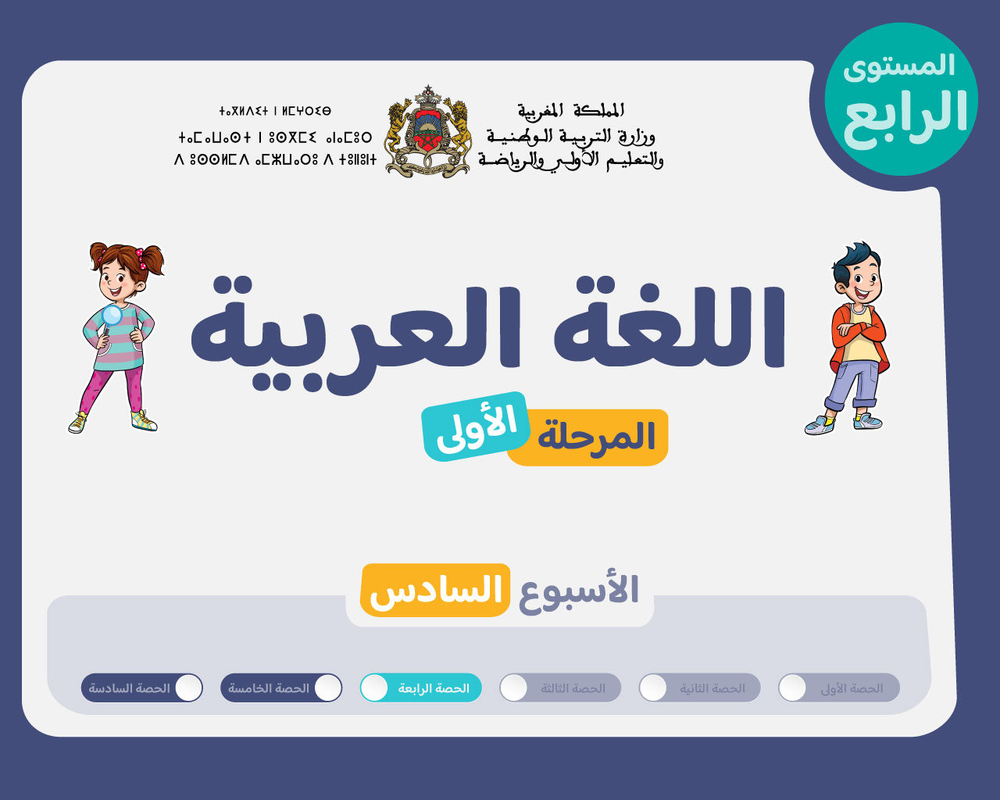 المستوى
الرابع
المملكة المغربية
وزارة التربية الوطنية
والتعليم الأولي والرياضة
ⵜⴰⴳⵍⴷⵉⵜ ⵏ ⵍⵎⵖⵔⵉⴱ
ⵜⴰⵎⴰⵡⴰⵙⵜ ⵏ ⵓⵙⴳⵎⵉ ⴰⵏⴰⵎⵓⵔ
ⴷ ⵓⵙⵙⵍⵎⴷ ⴰⵎⵣⵡⴰⵔⵓ ⴷ ⵜⵓⵏⵏⵓⵏⵜ
اللغة العربية
المرحلة الأولى
الأسبوع السادس
الحصة الأولى
الحصة الثانية
الحصة الثالثة
الحصة الرابعة
الحصة الخامسة
الحصة السادسة